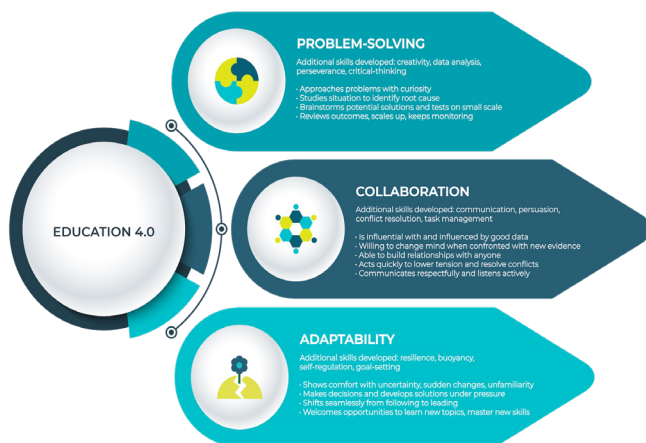 EDUCATION 4.0
PROBLEM-SOLVING
Additional skills developed: creativity, data analysis,
perseverance, critical-thinking
• Approaches problems with curiosity
• Studies situation to identify root cause
• Brainstorms potential solutions and tests on small scale
• Reviews outcomes, scales up, keeps monitoring
COLLABORATION
Additional skills developed: communication, persuasion,
conflict resolution, task management
• Is influential with and influenced by good data
• Willing to change mind when confronted with new evidence
• Able to build relationships with anyone
• Acts quickly to lower tension and resolve conflicts
• Communicates respectfully and listens actively
ADAPTABILITY
Additional skills developed: resilience, buoyancy,
self-regulation, goal-setting
• Shows comfort with uncertainty, sudden changes, unfamiliarity
• Makes decisions and develops solutions under pressure
• Shifts seamlessly from following to leading
• Welcomes opportunities to learn new topics, master new skills